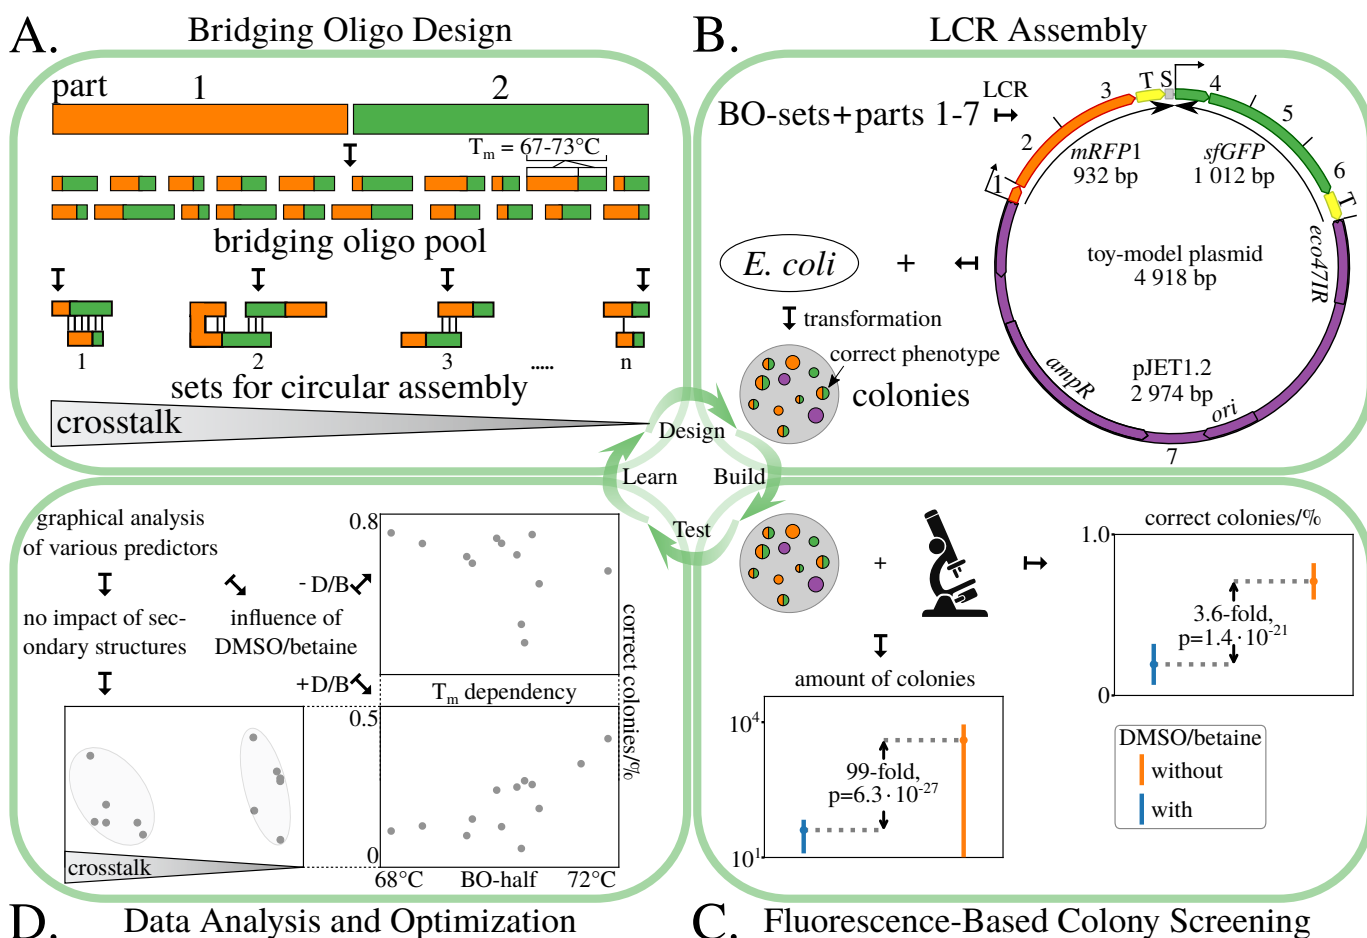 A.
Bridging Oligo Design
part
1
2
Tm = 67-73°C
bridging oligo pool
1
2
3
.....
n
sets for circular assembly
crosstalk
B.
LCR Assembly
BO-sets+parts 1-7
LCR
1
2
3
T
S
4
5
6
T
7
mRFP1
932 bp
sfGFP
1 012 bp
eco47IR
toy-model plasmid
4 918 bp
pJET1.2
2 974 bp
ampR
ori
E. coli
+
transformation
correct phenotype
colonies
Design
Build
Test
Learn
graphical analysis
of various predictors
no impact of sec-
ondary structures
influence of
DMSO/betaine
- D/B
+D/B
0.8
Tm dependency
0.5
0
68°C
BO-half
72°C
correct colonies/%
crosstalk
D.
Data Analysis and Optimization
+
correct colonies/%
1.0
0
3.6-fold,
p=1.4·10-21
amount of colonies
10⁴
10¹
99-fold,
p=6.3·10-27
DMSO/betaine
without
with
C.
Fluorescence-Based Colony Screening